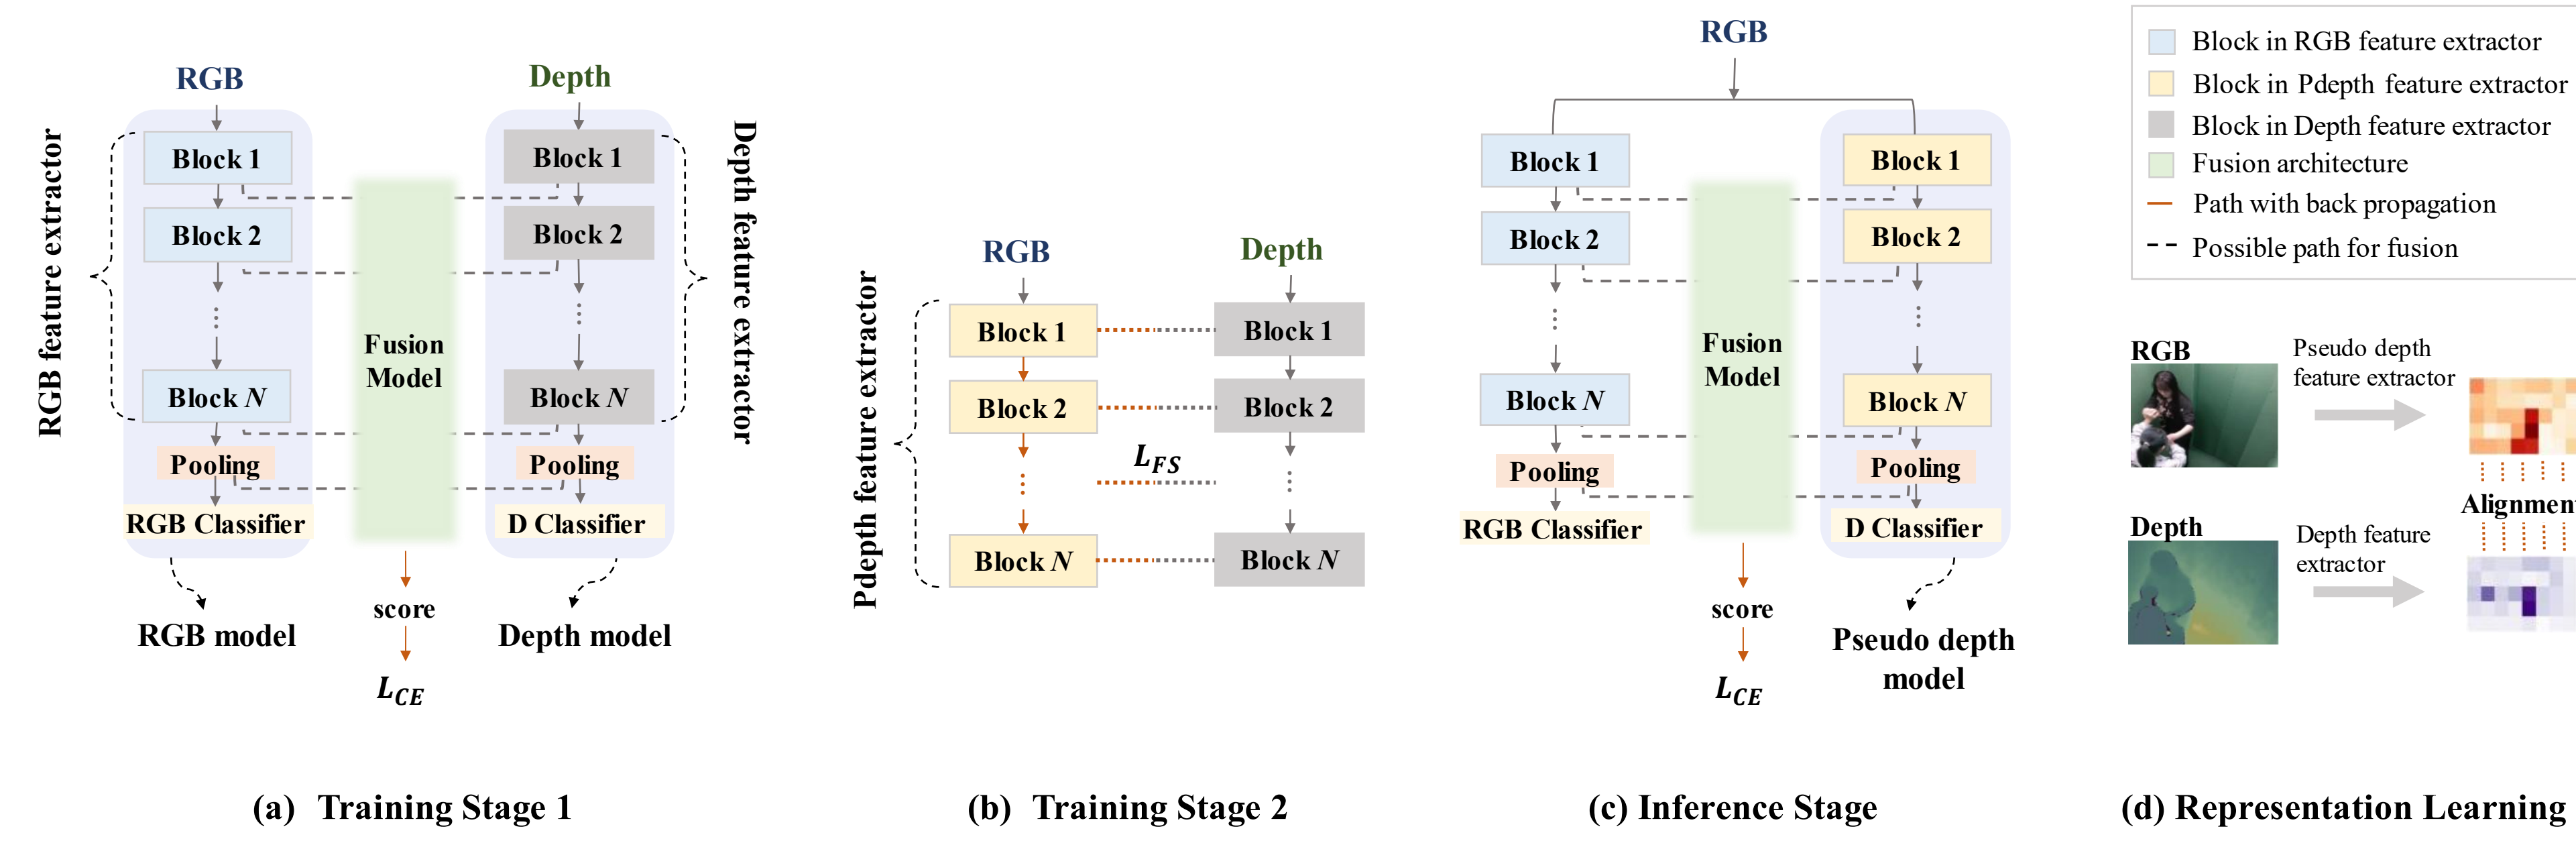 RGB
Depth
RGB feature extractor
Block 1
Block 2
Block N
Pooling
RGB Classifier
RGB model
Fusion
Model
score
L_CE
Block 1
Block 2
Block N
Pooling
D Classifier
Depth model
Depth feature extractor
(a) Training Stage 1
Pdepth feature extractor
RGB
Depth
Block 1
Block 2
Block N
L_FS
Block 1
Block 2
Block N
(b) Training Stage 2
RGB
Block 1
Block 2
Block N
Pooling
RGB Classifier
Fusion
Model
score
L_CE
Block 1
Block 2
Block N
Pooling
D Classifier
Pseudo depth
model
(c) Inference Stage
Block in RGB feature extractor
Block in Pdepth feature extractor
Block in Depth feature extractor
Fusion architecture
Path with back propagation
Possible path for fusion
RGB
Pseudo depth
feature extractor
Alignment
Depth
Depth feature
extractor
(d) Representation Learning